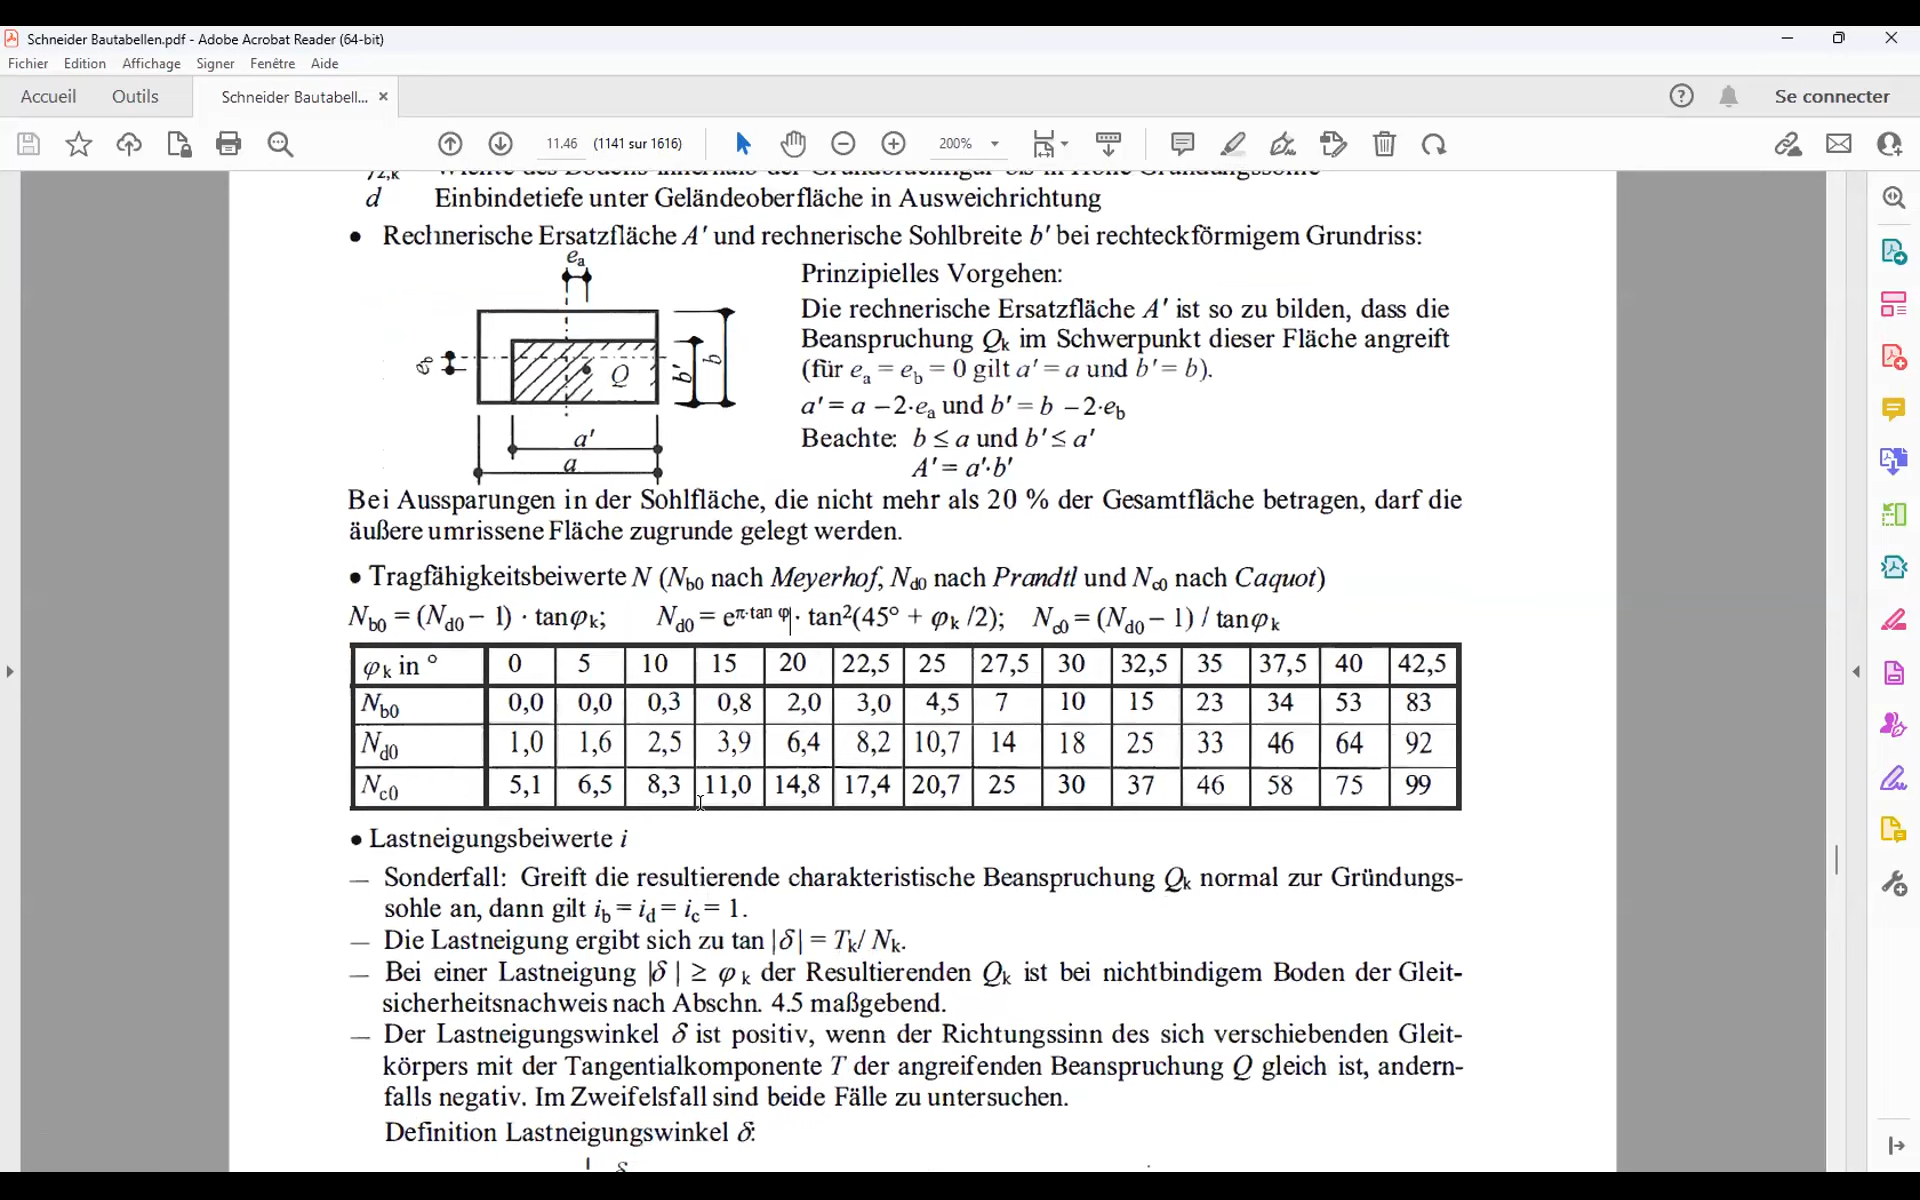 Schneider Bautabellen.pdf - Adobe Acrobat Reader (64-bit)
Fichier Edition Affichage Signer Fenêtre Aide
Accueil Outils Schneider Bautabell... × Se connecter
11.46 (1141 sur 1616) 200%
γ2,k Wichte des Bodens innerhalb der Grundbruchfigur bis in Höhe Gründungssohle
d Einbindetiefe unter Geländeoberfläche in Ausweichrichtung
• Rechnerische Ersatzfläche A' und rechnerische Sohlbreite b' bei rechteckförmigem Grundriss:
ea
eb
Q
b'
b
a'
a
Prinzipielles Vorgehen:
Die rechnerische Ersatzfläche A' ist so zu bilden, dass die
Beanspruchung Qk im Schwerpunkt dieser Fläche angreift
(für ea = eb = 0 gilt a' = a und b' = b).
a' = a − 2·ea und b' = b − 2·eb
Beachte: b ≤ a und b' ≤ a'
A' = a'·b'
Bei Aussparungen in der Sohlfläche, die nicht mehr als 20 % der Gesamtfläche betragen, darf die
äußere umrissene Fläche zugrunde gelegt werden.
• Tragfähigkeitsbeiwerte N (Nb0 nach Meyerhof, Nd0 nach Prandtl und Nc0 nach Caquot)
Nb0 = (Nd0 − 1) · tanφk; Nd0 = e^π·tan φ · tan²(45° + φk /2); Nc0 = (Nd0 − 1) / tanφk
φk in ° 0 5 10 15 20 22,5 25 27,5 30 32,5 35 37,5 40 42,5
Nb0 0,0 0,0 0,3 0,8 2,0 3,0 4,5 7 10 15 23 34 53 83
Nd0 1,0 1,6 2,5 3,9 6,4 8,2 10,7 14 18 25 33 46 64 92
Nc0 5,1 6,5 8,3 11,0 14,8 17,4 20,7 25 30 37 46 58 75 99
• Lastneigungsbeiwerte i
— Sonderfall: Greift die resultierende charakteristische Beanspruchung Qk normal zur Gründungs-
sohle an, dann gilt ib = id = ic = 1.
— Die Lastneigung ergibt sich zu tan |δ| = Tk/ Nk.
— Bei einer Lastneigung |δ| ≥ φk der Resultierenden Qk ist bei nichtbindigem Boden der Gleit-
sicherheitsnachweis nach Abschn. 4.5 maßgebend.
— Der Lastneigungswinkel δ ist positiv, wenn der Richtungssinn des sich verschiebenden Gleit-
körpers mit der Tangentialkomponente T der angreifenden Beanspruchung Q gleich ist, andern-
falls negativ. Im Zweifelsfall sind beide Fälle zu untersuchen.
Definition Lastneigungswinkel δ:
δ